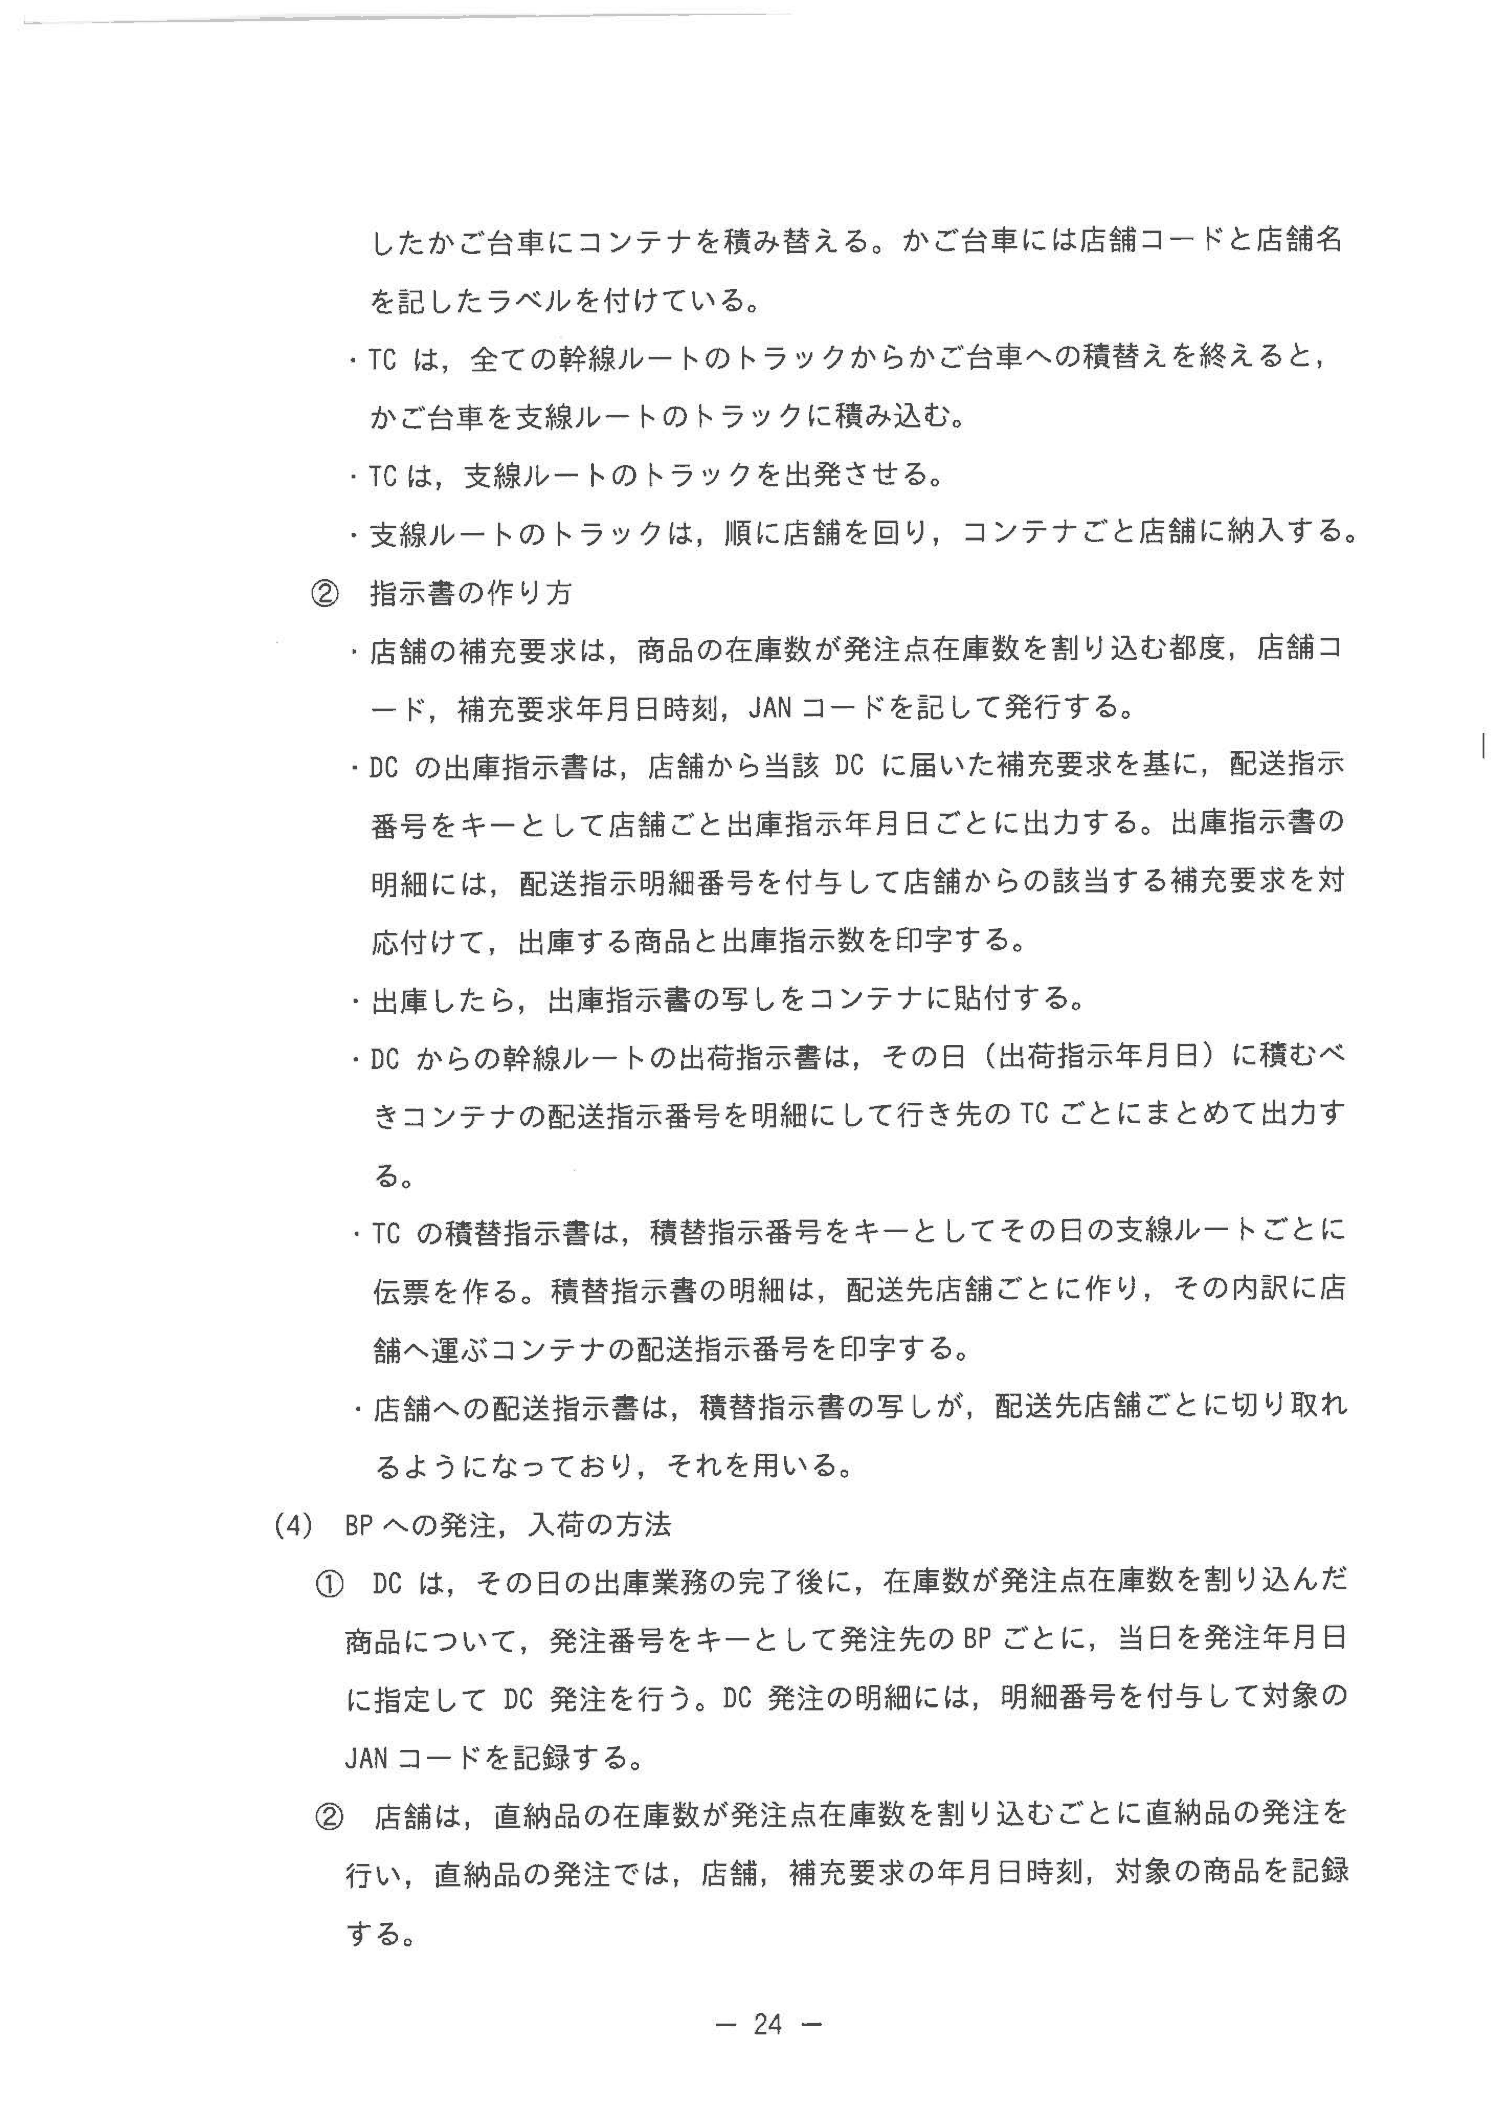 したかご台車にコンテナを積み替える。かご台車には店舗コードと店舗名
を記したラベルを付けている。
・TC は，全ての幹線ルートのトラックからかご台車への積替えを終えると，
かご台車を支線ルートのトラックに積み込む。
・TC は，支線ルートのトラックを出発させる。
・支線ルートのトラックは，順に店舗を回り，コンテナごと店舗に納入する。
② 指示書の作り方
・店舗の補充要求は，商品の在庫数が発注点在庫数を割り込む都度，店舗コ
ード，補充要求年月日時刻，JAN コードを記して発行する。
・DC の出庫指示書は，店舗から当該 DC に届いた補充要求を基に，配送指示
番号をキーとして店舗ごと出庫指示年月日ごとに出力する。出庫指示書の
明細には，配送指示明細番号を付与して店舗からの該当する補充要求を対
応付けて，出庫する商品と出庫指示数を印字する。
・出庫したら，出庫指示書の写しをコンテナに貼付する。
・DC からの幹線ルートの出荷指示書は，その日（出荷指示年月日）に積むべ
きコンテナの配送指示番号を明細にして行き先の TC ごとにまとめて出力す
る。
・TC の積替指示書は，積替指示番号をキーとしてその日の支線ルートごとに
伝票を作る。積替指示書の明細は，配送先店舗ごとに作り，その内訳に店
舗へ運ぶコンテナの配送指示番号を印字する。
・店舗への配送指示書は，積替指示書の写しが，配送先店舗ごとに切り取れ
るようになっており，それを用いる。
(4) BP への発注，入荷の方法
① DC は，その日の出庫業務の完了後に，在庫数が発注点在庫数を割り込んだ
商品について，発注番号をキーとして発注先の BP ごとに，当日を発注年月日
に指定して DC 発注を行う。DC 発注の明細には，明細番号を付与して対象の
JAN コードを記録する。
② 店舗は，直納品の在庫数が発注点在庫数を割り込むごとに直納品の発注を
行い，直納品の発注では，店舗，補充要求の年月日時刻，対象の商品を記録
する。
－ 24 －